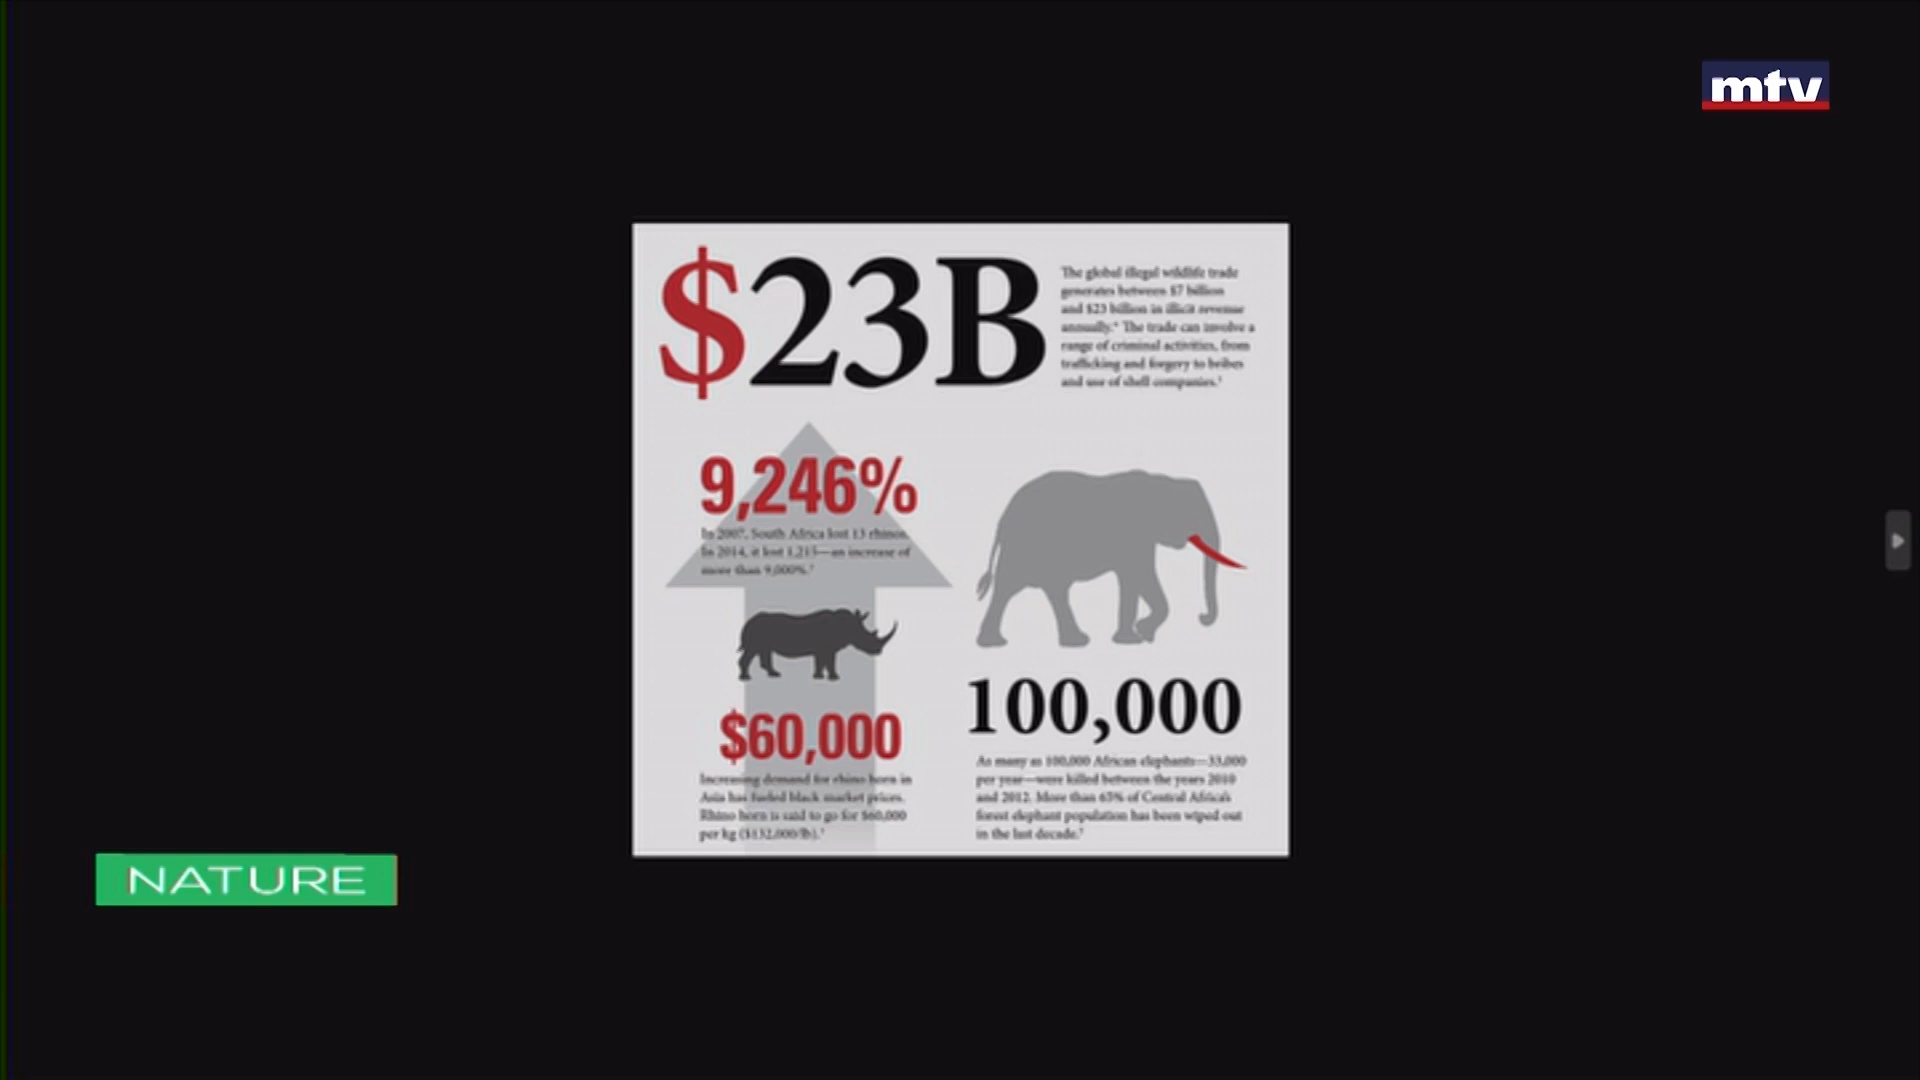 mtv
$23B
The global illegal wildlife trade
generates between $7 billion
and $23 billion in illicit revenue
annually.⁴ The trade can involve a
range of criminal activities, from
trafficking and forgery to bribes
and use of shell companies.⁵
9,246%
In 2007, South Africa lost 13 rhinos.
In 2014, it lost 1,215—an increase of
more than 9,000%.⁷
$60,000
Increasing demand for rhino horn in
Asia has fueled black market prices.
Rhino horn is said to go for $60,000
per kg ($132,000/lb).⁷
100,000
As many as 100,000 African elephants—33,000
per year—were killed between the years 2010
and 2012. More than 65% of Central Africa's
forest elephant population has been wiped out
in the last decade.⁷
NATURE